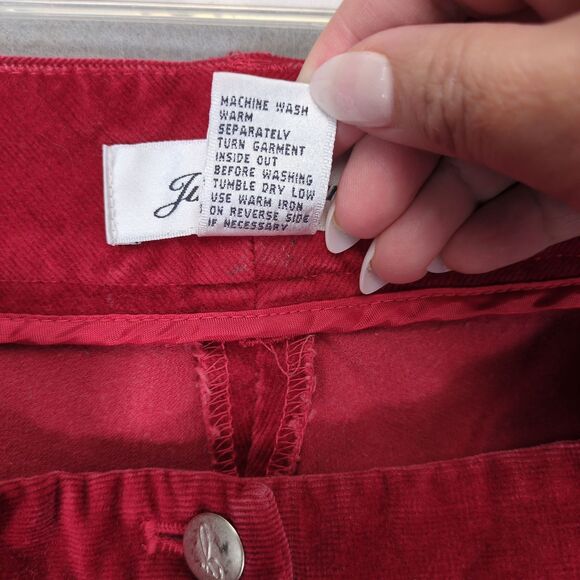 MACHINE WASH
WARM
SEPARATELY
TURN GARMENT
INSIDE OUT
BEFORE WASHING
TUMBLE DRY LOW
USE WARM IRON
ON REVERSE SIDE
IF NECESSARY